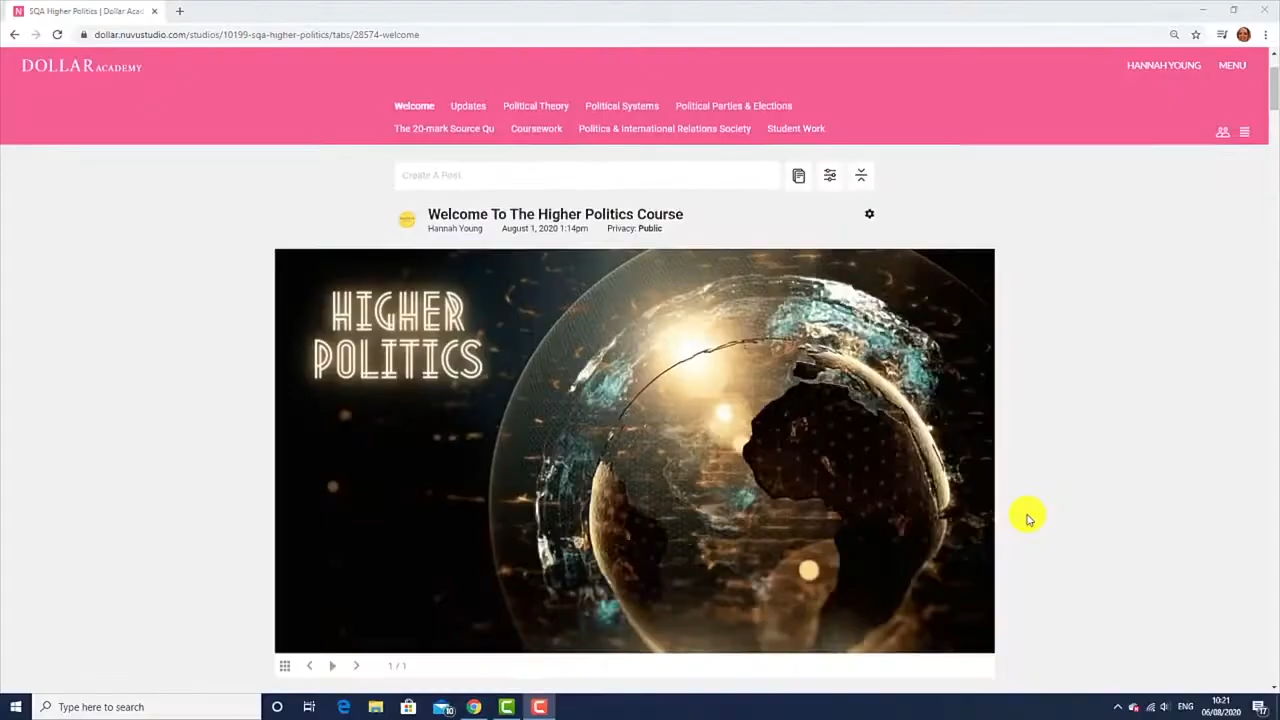 SQA Higher Politics | Dollar Aca
dollar.nuvustudio.com/studios/10199-sqa-higher-politics/tabs/28574-welcome
DOLLAR ACADEMY
HANNAH YOUNG MENU
Welcome Updates Political Theory Political Systems Political Parties & Elections
The 20-mark Source Qu Coursework Politics & International Relations Society Student Work
Create A Post
Welcome To The Higher Politics Course
Hannah Young August 1, 2020 1:14pm Privacy: Public
HIGHER
POLITICS
1 / 1
Type here to search
10
ENG
10:21
06/08/2020
17